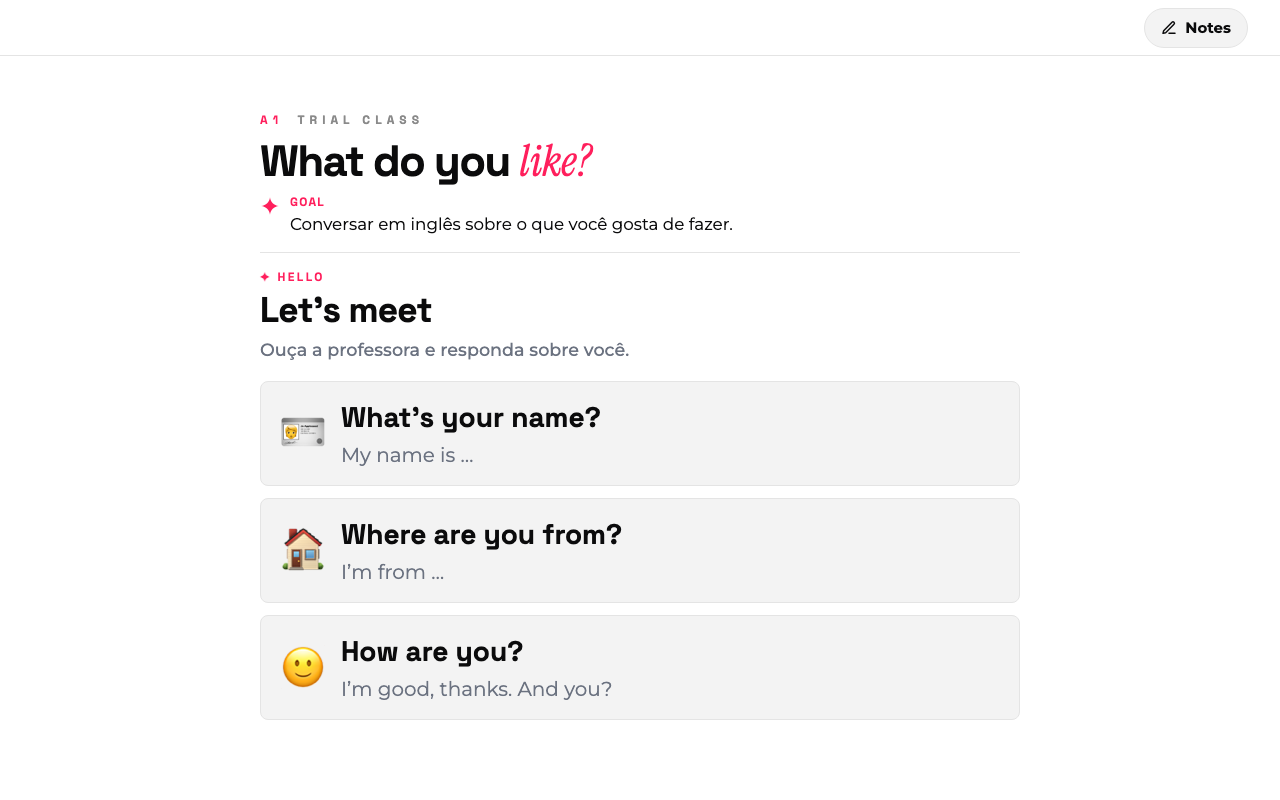 Notes
A1 TRIAL CLASS
What do you like?
GOAL
Conversar em inglês sobre o que você gosta de fazer.
HELLO
Let’s meet
Ouça a professora e responda sobre você.
What’s your name?
My name is ...
Where are you from?
I’m from ...
How are you?
I’m good, thanks. And you?